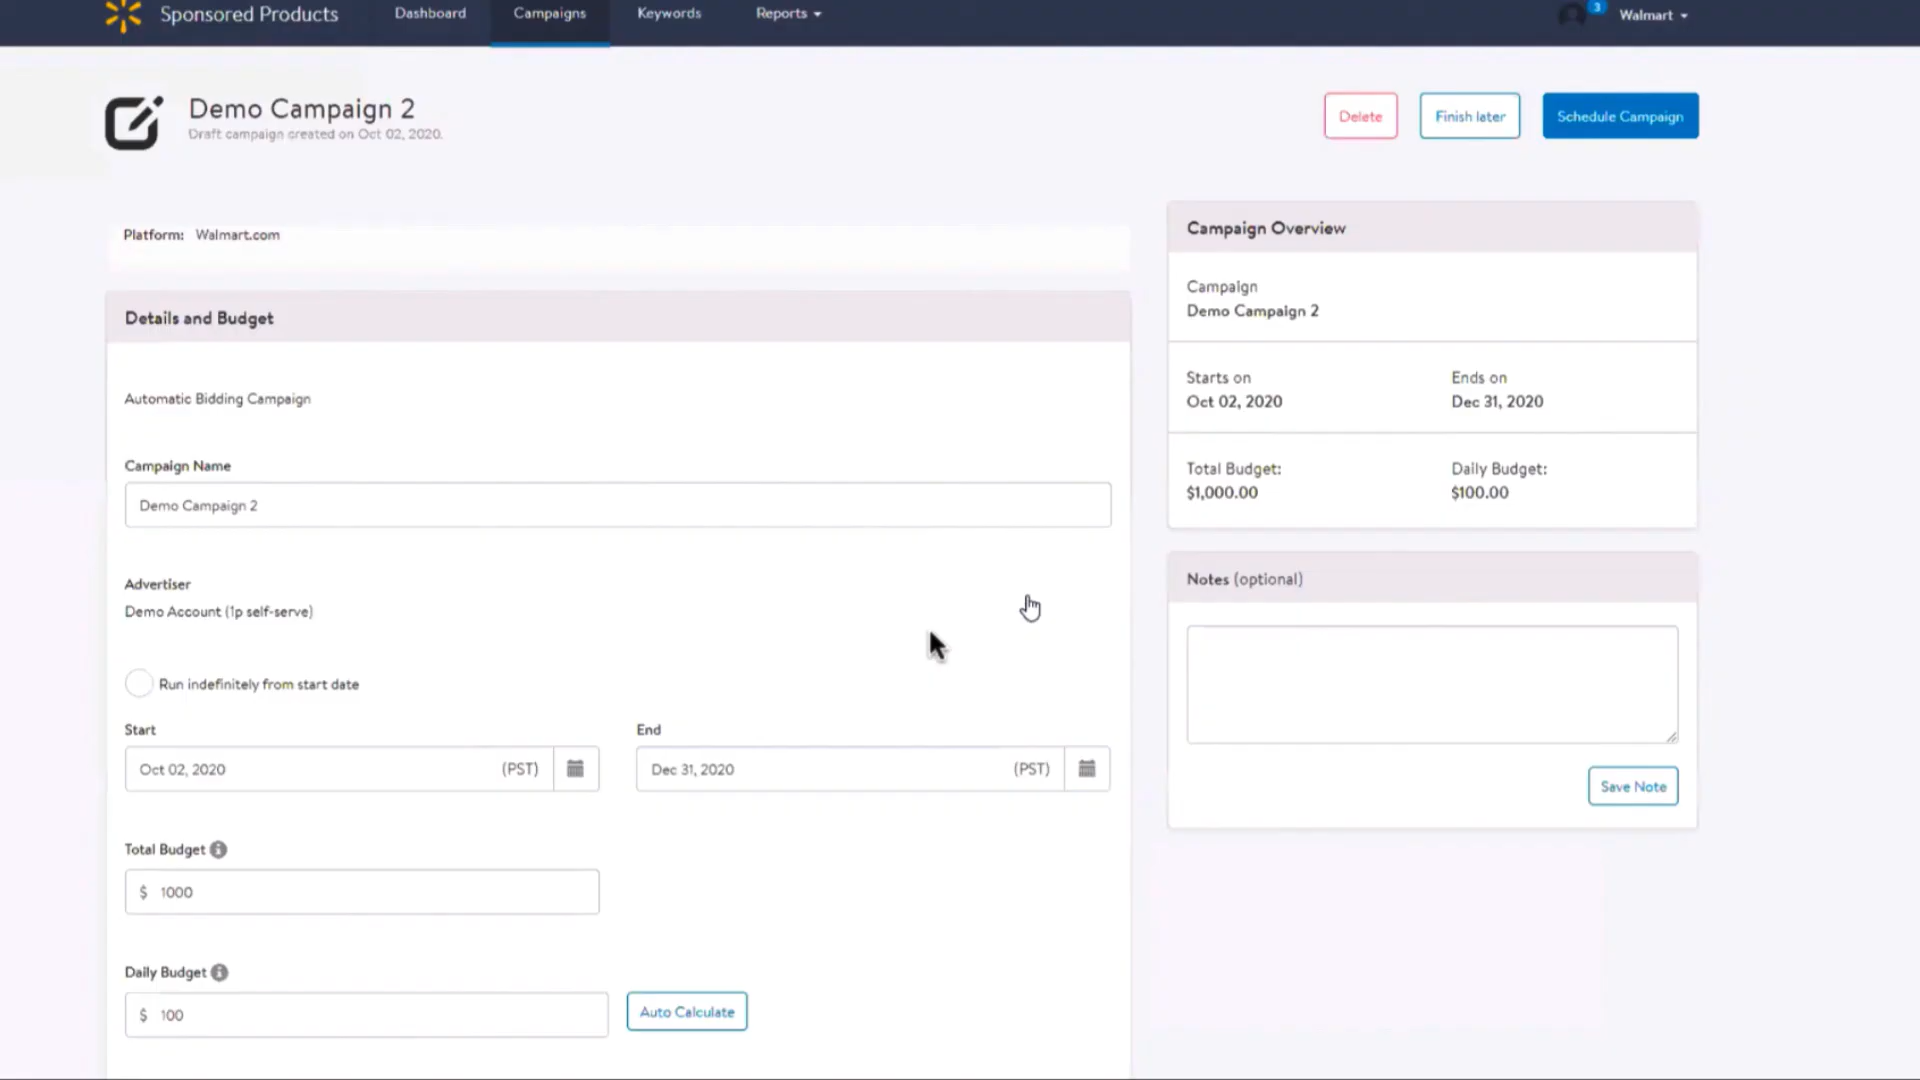 Sponsored Products
Dashboard
Campaigns
Keywords
Reports
3
Walmart
Demo Campaign 2
Draft campaign created on Oct 02, 2020.
Delete
Finish later
Schedule Campaign
Platform: Walmart.com
Details and Budget
Automatic Bidding Campaign
Campaign Name
Demo Campaign 2
Advertiser
Demo Account (1p self-serve)
Run indefinitely from start date
Start
Oct 02, 2020 (PST)
End
Dec 31, 2020 (PST)
Total Budget
$ 1000
Daily Budget
$ 100
Auto Calculate
Campaign Overview
Campaign
Demo Campaign 2
Starts on
Oct 02, 2020
Ends on
Dec 31, 2020
Total Budget:
$1,000.00
Daily Budget:
$100.00
Notes (optional)
Save Note